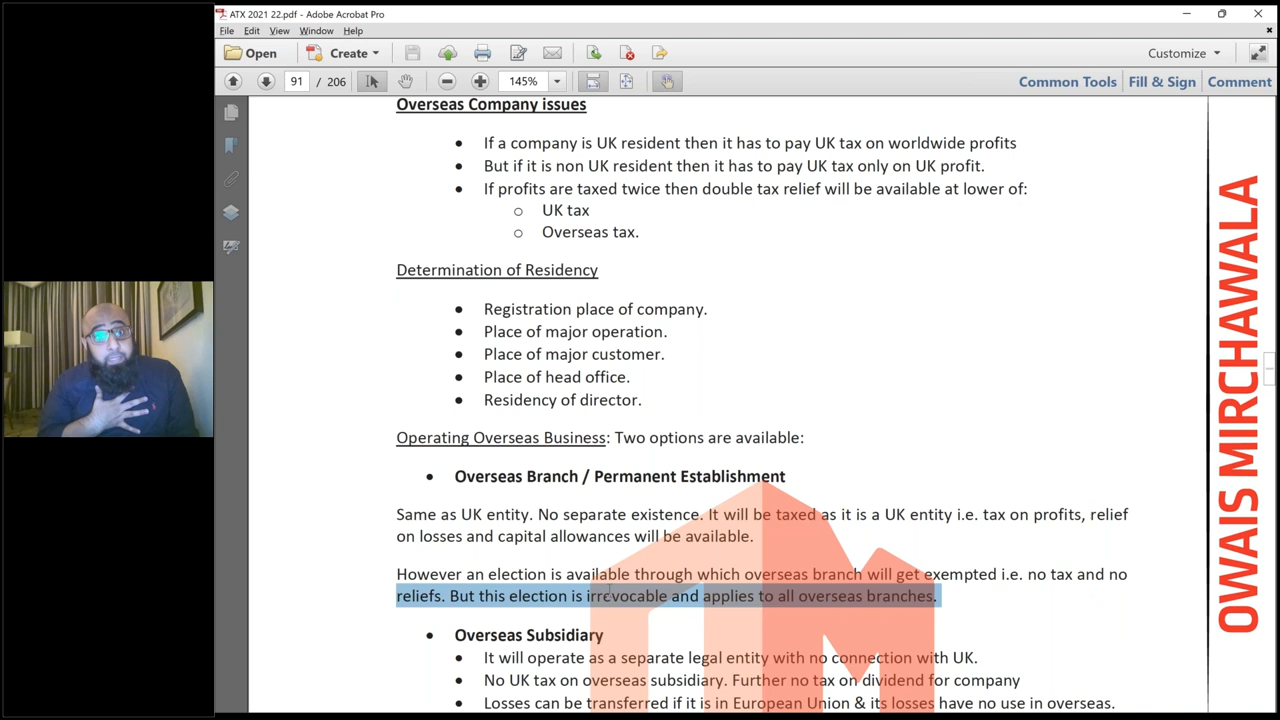 ATX 2021 22.pdf - Adobe Acrobat Pro
File Edit View Window Help
Open Create Customize
91 / 206 145% Common Tools Fill & Sign Comment
Overseas Company issues
• If a company is UK resident then it has to pay UK tax on worldwide profits
• But if it is non UK resident then it has to pay UK tax only on UK profit.
• If profits are taxed twice then double tax relief will be available at lower of:
o UK tax
o Overseas tax.
Determination of Residency
• Registration place of company.
• Place of major operation.
• Place of major customer.
• Place of head office.
• Residency of director.
Operating Overseas Business: Two options are available:
• Overseas Branch / Permanent Establishment
Same as UK entity. No separate existence. It will be taxed as it is a UK entity i.e. tax on profits, relief
on losses and capital allowances will be available.
However an election is available through which overseas branch will get exempted i.e. no tax and no
reliefs. But this election is irrevocable and applies to all overseas branches.
• Overseas Subsidiary
• It will operate as a separate legal entity with no connection with UK.
• No UK tax on overseas subsidiary. Further no tax on dividend for company
• Losses can be transferred if it is in European Union & its losses have no use in overseas.
OWAIS MIRCHAWALA